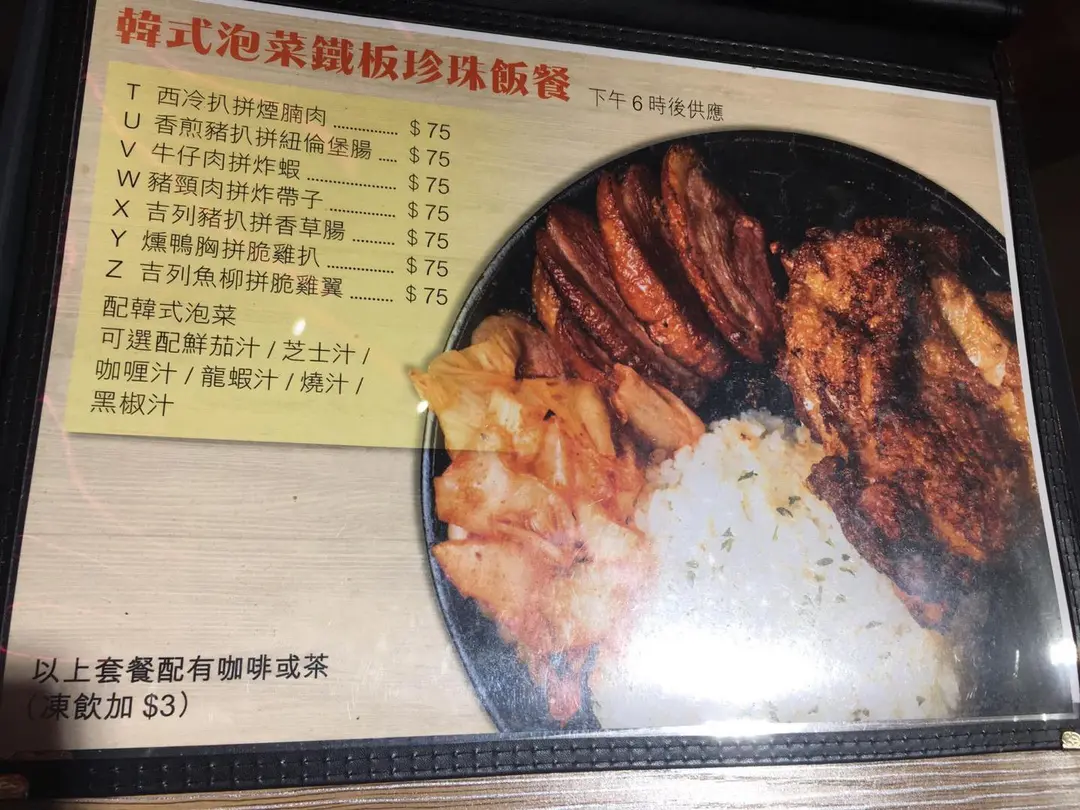 韓式泡菜鐵板珍珠飯餐 下午6時後供應
T 西冷扒拼煙腩肉 ............ $75
U 香煎豬扒拼紐倫堡腸 .... $75
V 牛仔肉拼炸蝦 ................. $75
W 豬頸肉拼炸帶子 ............. $75
X 吉列豬扒拼香草腸 ......... $75
Y 燻鴨胸拼脆雞扒 ............. $75
Z 吉列魚柳拼脆雞翼 ......... $75
配韓式泡菜
可選配鮮茄汁 / 芝士汁 /
咖喱汁 / 龍蝦汁 / 燒汁 /
黑椒汁
以上套餐配有咖啡或茶
(凍飲加 $3)